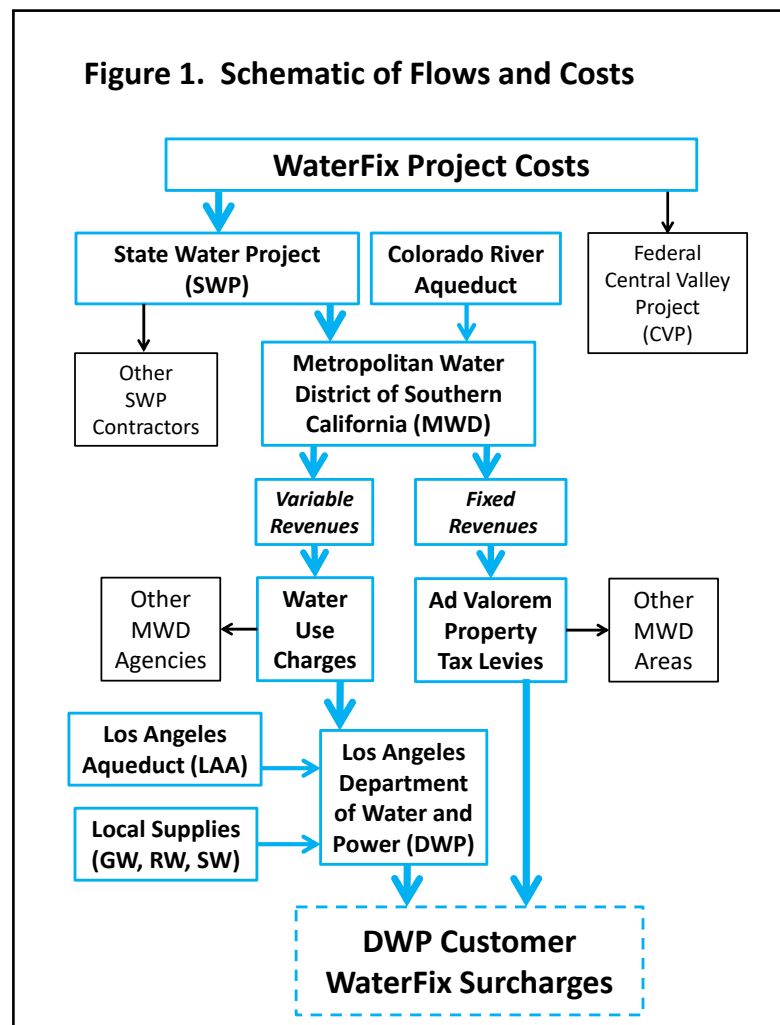 Figure 1.  Schematic of Flows and Costs
WaterFix Project Costs
State Water Project
(SWP)
Colorado River
Aqueduct
Federal
Central Valley
Project
(CVP)
Other
SWP
Contractors
Metropolitan Water
District of Southern
California (MWD)
Variable
Revenues
Fixed
Revenues
Other
MWD
Agencies
Water
Use
Charges
Ad Valorem
Property
Tax Levies
Other
MWD
Areas
Los Angeles
Aqueduct (LAA)
Los Angeles
Department
of Water and
Power (DWP)
Local Supplies
(GW, RW, SW)
DWP Customer
WaterFix Surcharges